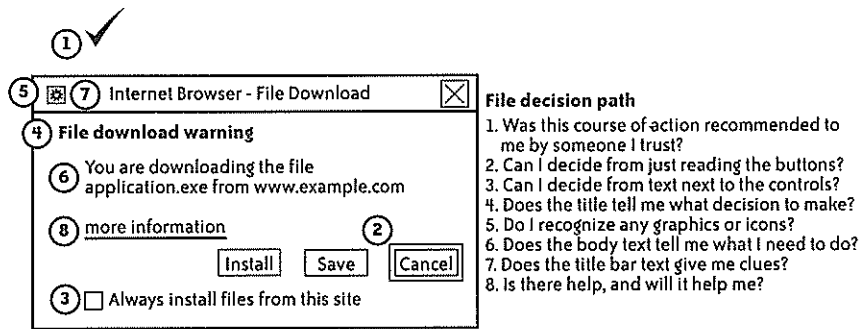 1
5 7 Internet Browser - File Download
4 File download warning
6 You are downloading the file
application.exe from www.example.com
8 more information
2
Install Save Cancel
3 Always install files from this site
File decision path
1. Was this course of action recommended to
me by someone I trust?
2. Can I decide from just reading the buttons?
3. Can I decide from text next to the controls?
4. Does the title tell me what decision to make?
5. Do I recognize any graphics or icons?
6. Does the body text tell me what I need to do?
7. Does the title bar text give me clues?
8. Is there help, and will it help me?